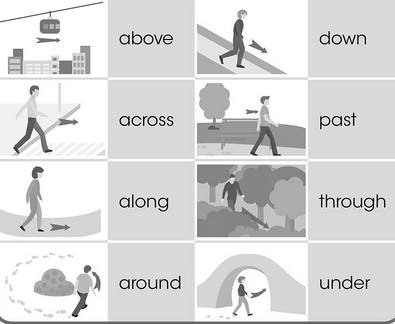 above
down
across
past
along
through
around
under